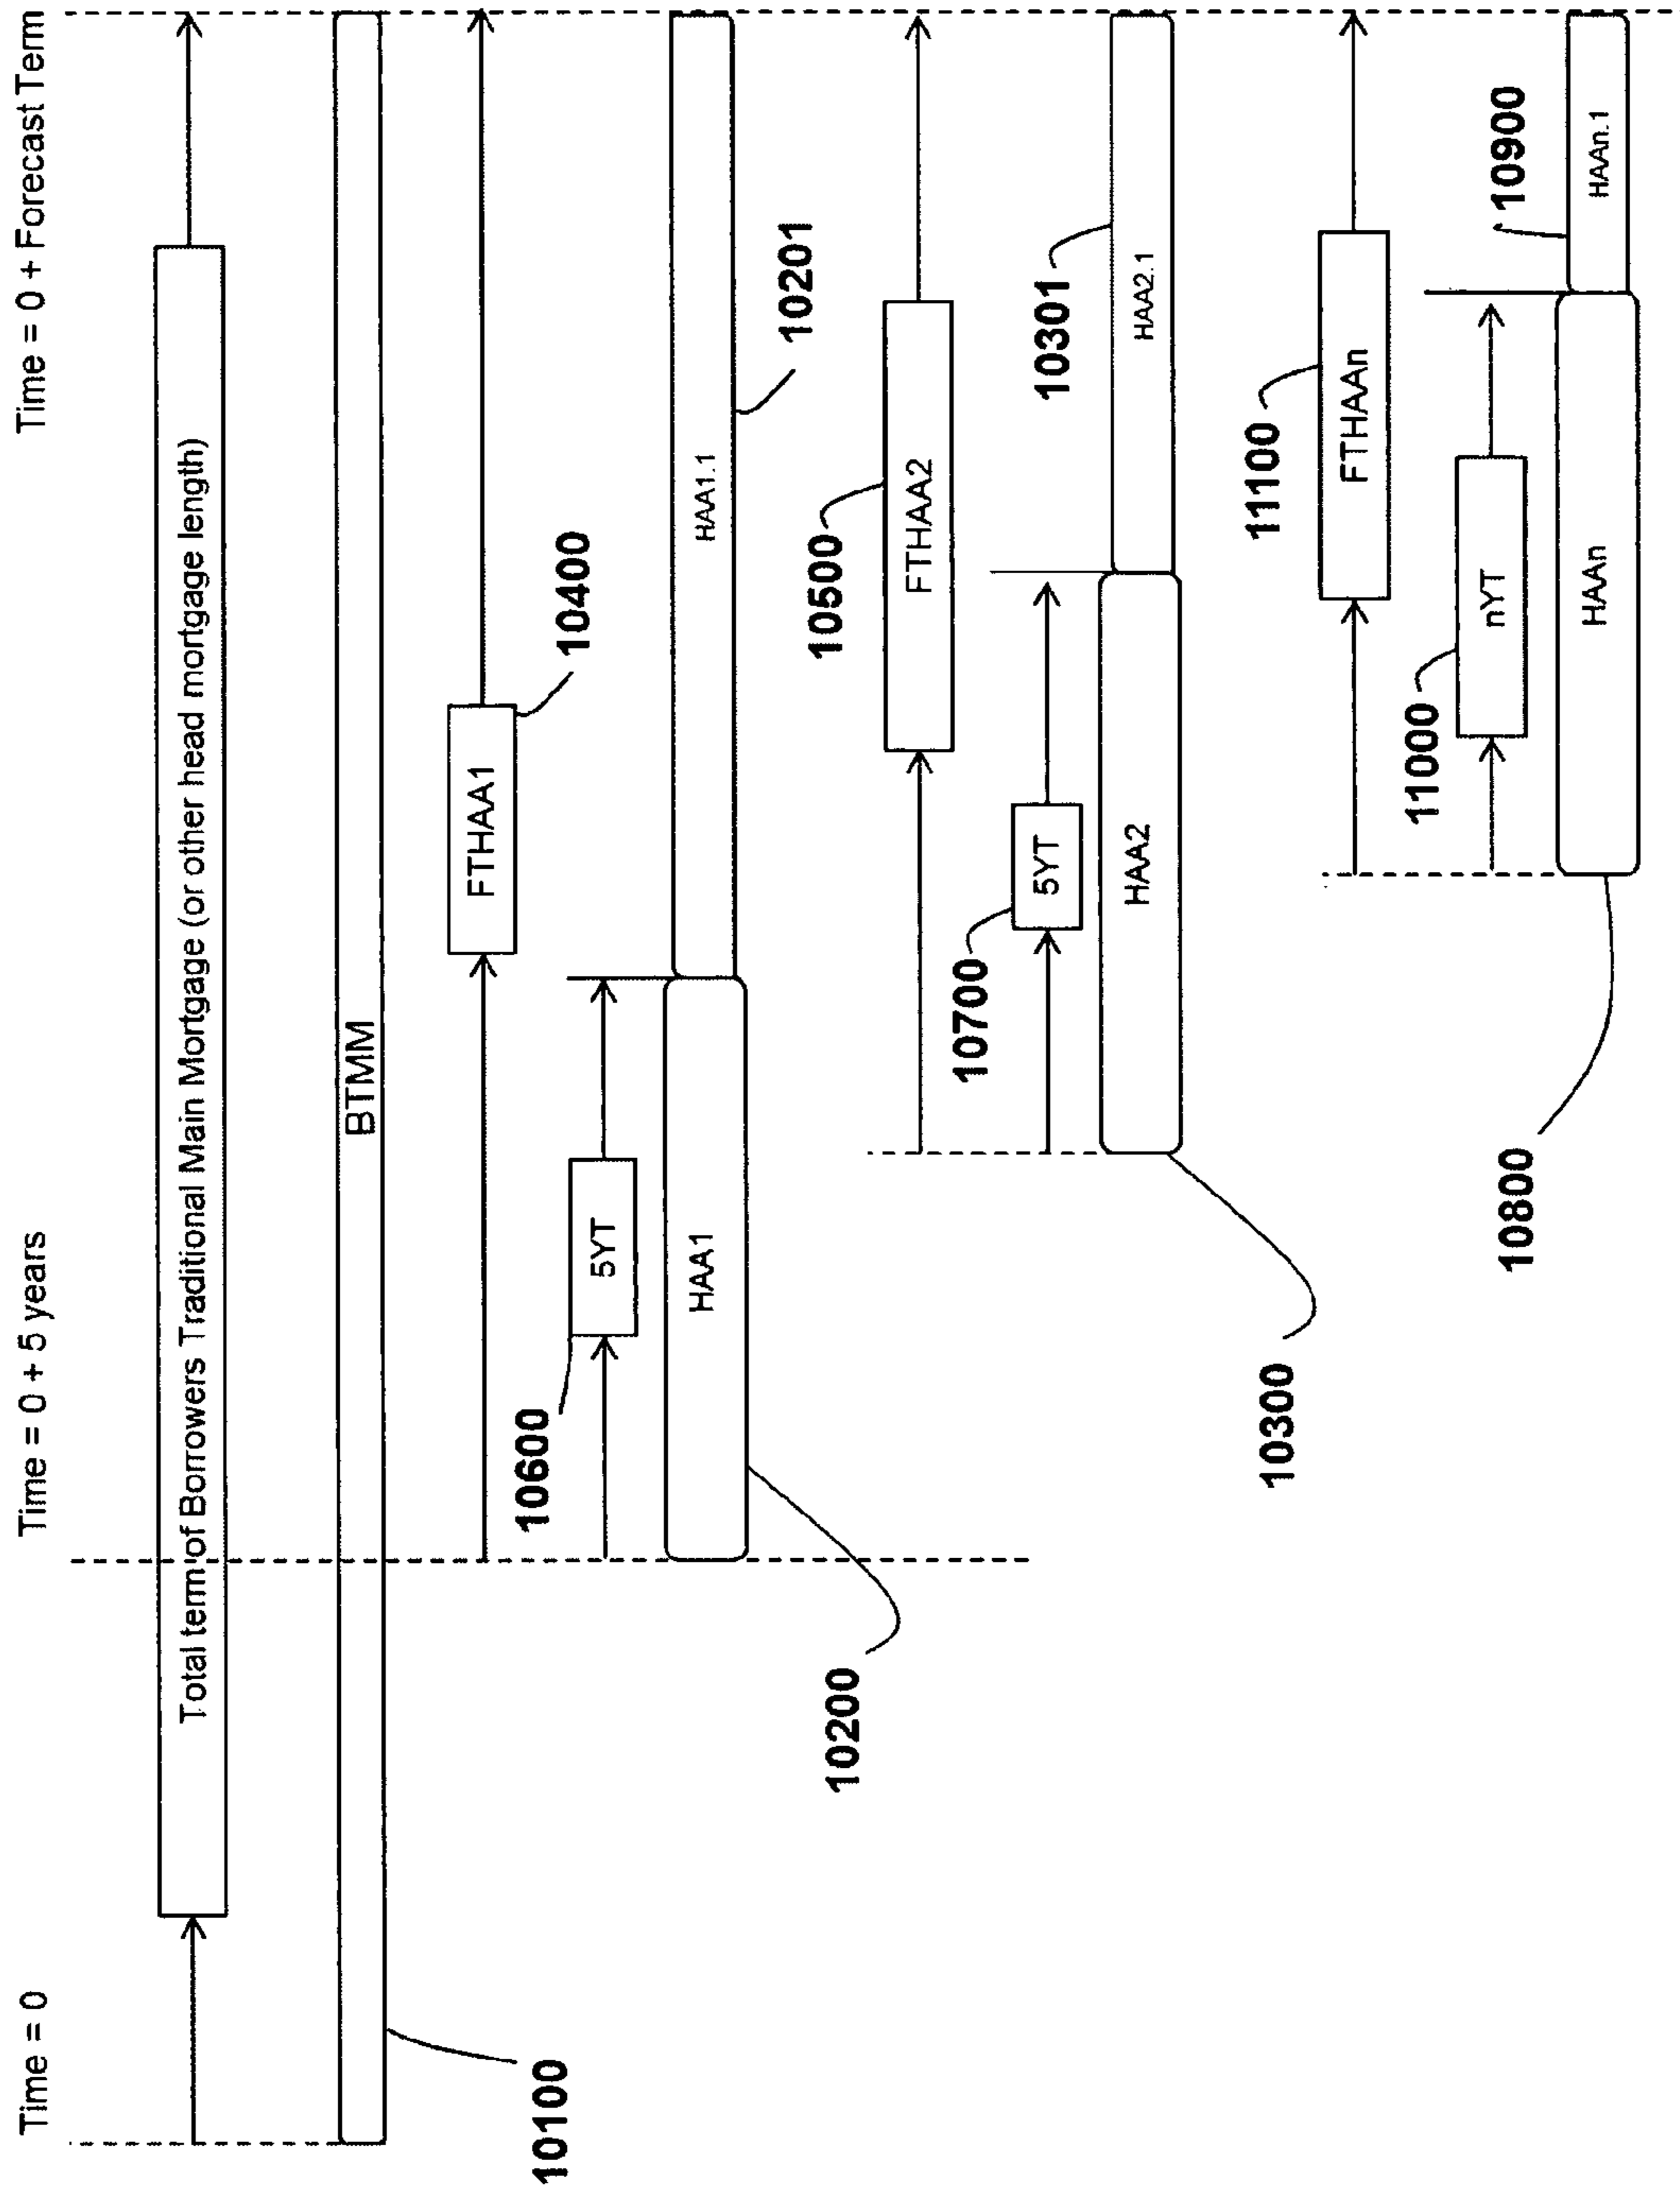 Time = 0
Time = 0 + 5 years
Time = 0 + Forecast Term
Total term of Borrowers Traditional Main Mortgage (or other head mortgage length)
BTMM
10100
FTHAA1
10400
10600
5YT
HAA1
HAA1.1
10201
10200
10500
FTHAA2
10700
5YT
10301
HAA2
HAA2.1
10300
11100
FTHAAn
11000
nYT
10900
HAAn
HAAn.1
10800